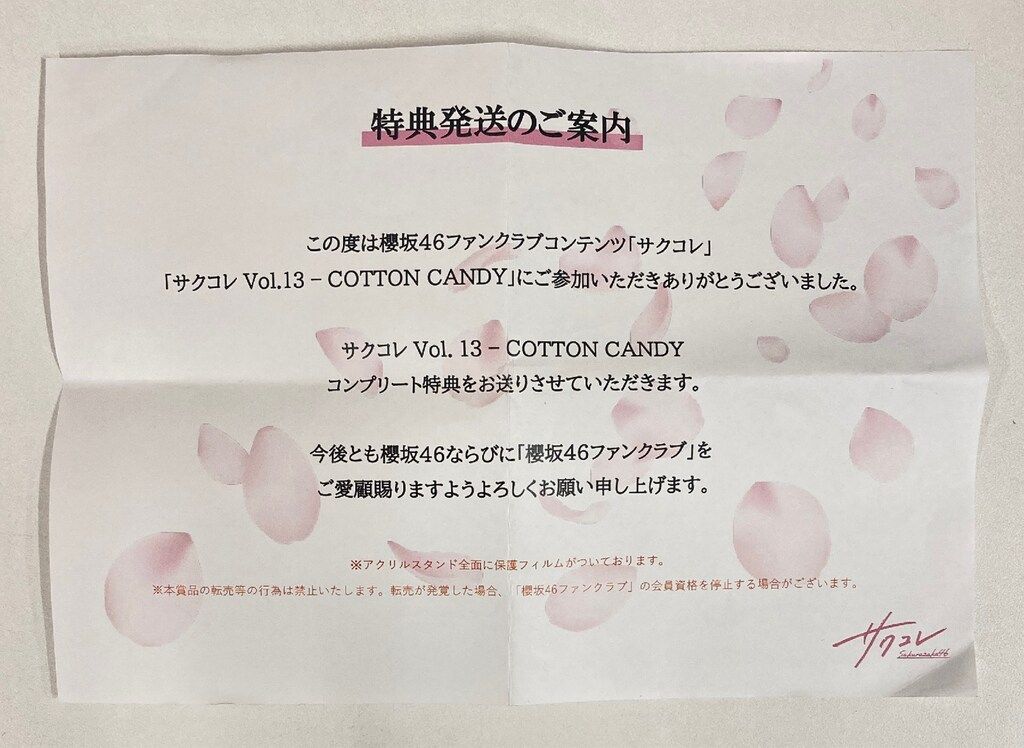 特典発送のご案内
この度は櫻坂46ファンクラブコンテンツ「サクコレ」
「サクコレ Vol.13 – COTTON CANDY」にご参加いただきありがとうございました。
サクコレ Vol. 13 – COTTON CANDY
コンプリート特典をお送りさせていただきます。
今後とも櫻坂46ならびに「櫻坂46ファンクラブ」を
ご愛顧賜りますようよろしくお願い申し上げます。
※アクリルスタンド全面に保護フィルムがついております。
※本賞品の転売等の行為は禁止いたします。転売が発覚した場合、「櫻坂46ファンクラブ」の会員資格を停止する場合がございます。
サクコレ
Sakurazaka46